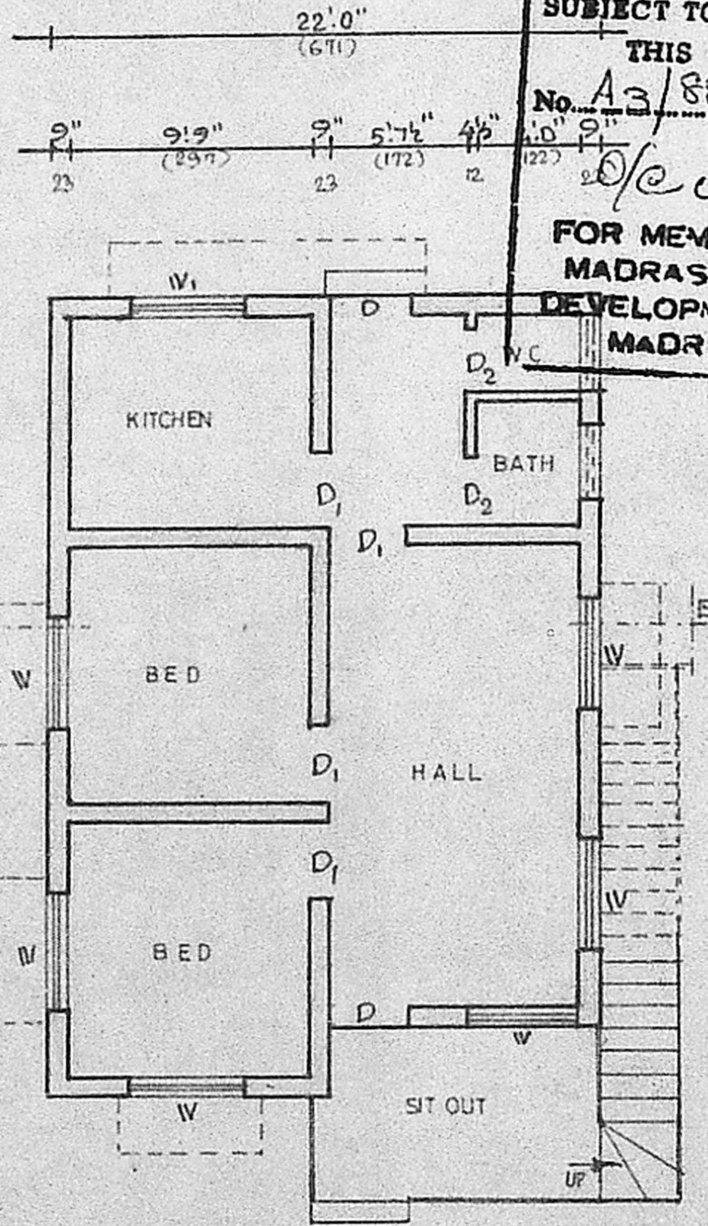 22'.0"
(671)
SUBJECT TO
THIS
No. A3/8
9" 9'.9" 9" 5'.7½" 4½" 4'.0" 9"
(297) (172) (122)
23 23 12
FOR MEM
MADRAS
DEVELOPM
MADR
W1
D
D2 WC
KITCHEN
BATH
D1 D2
D1
W BED W
D1 HALL
D1
W
W BED
D
W
W
SIT OUT
UP